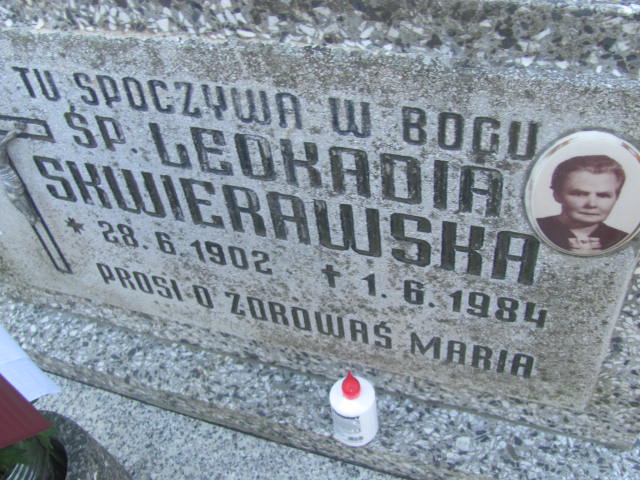 TU SPOCZYWA W BOGU
ŚP. LEOKADIA
SKWIERAWSKA
* 28. 6. 1902 † 1. 6. 1984
PROSI O ZDROWAŚ MARIA